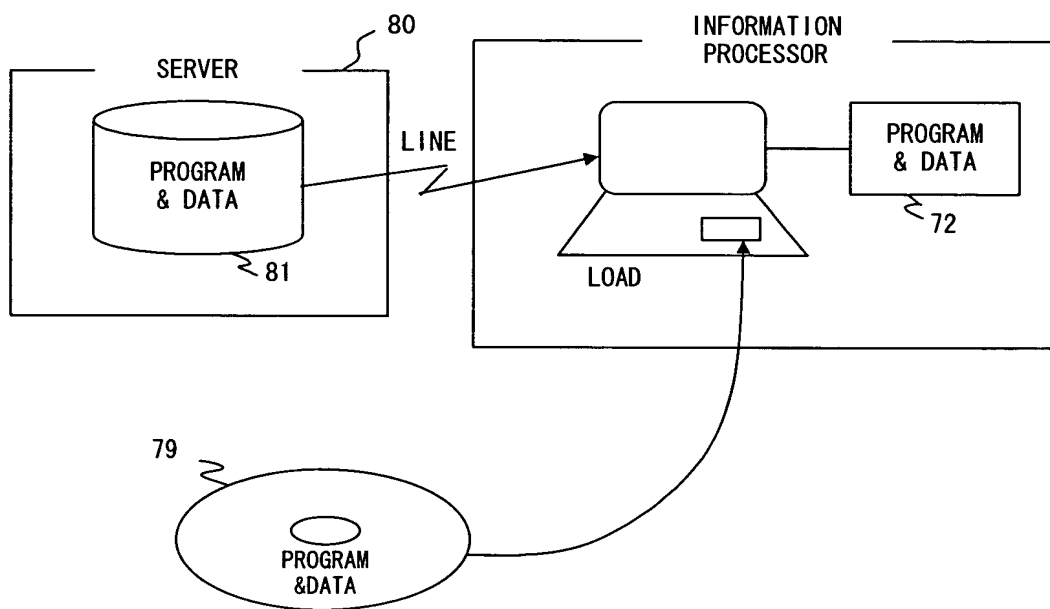 80
SERVER
PROGRAM
& DATA
81
LINE
INFORMATION
PROCESSOR
PROGRAM
& DATA
72
LOAD
79
PROGRAM
&DATA